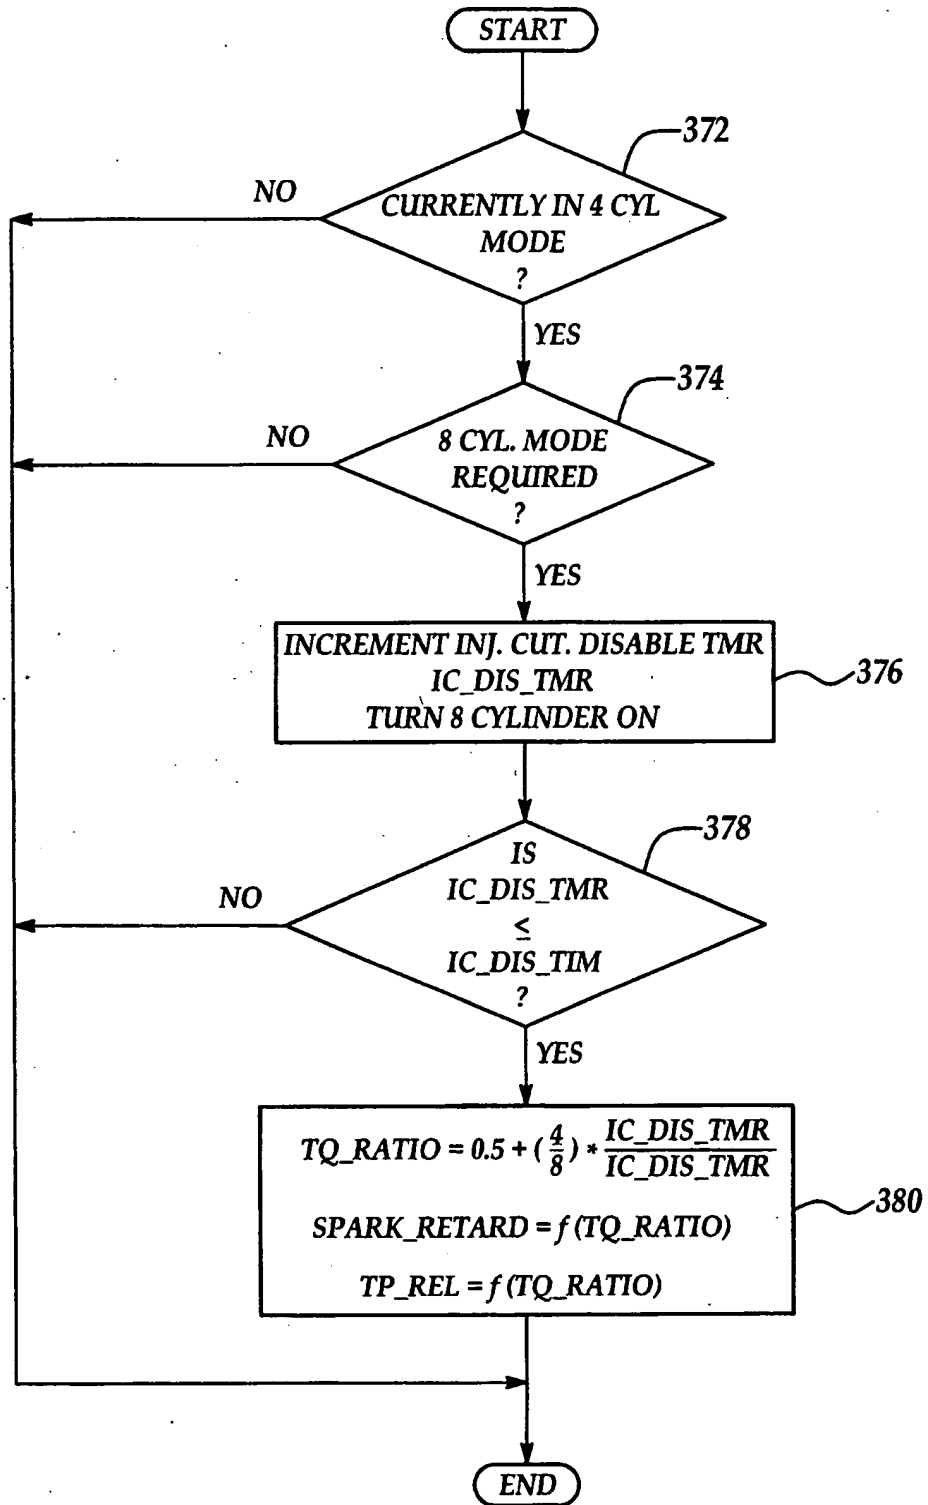 START
372
NO
CURRENTLY IN 4 CYL
MODE
?
YES
374
NO
8 CYL. MODE
REQUIRED
?
YES
INCREMENT INJ. CUT. DISABLE TMR
IC_DIS_TMR
TURN 8 CYLINDER ON
376
378
NO
IS
IC_DIS_TMR
≤
IC_DIS_TIM
?
YES
TQ_RATIO = 0.5 + (4/8) * IC_DIS_TMR/IC_DIS_TMR
SPARK_RETARD = f (TQ_RATIO)
TP_REL = f (TQ_RATIO)
380
END